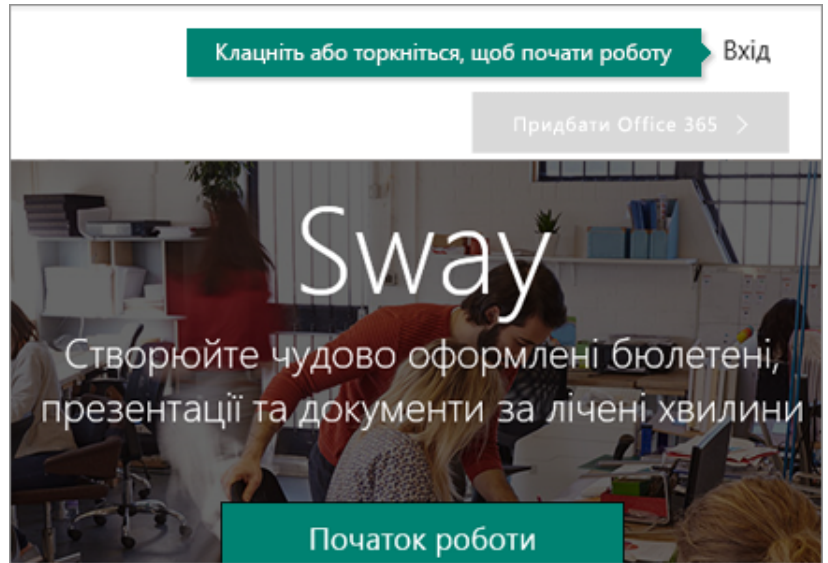 Клацніть або торкніться, щоб почати роботу
Вхід
Придбати Office 365 >
Sway
Створюйте чудово оформлені бюлетені,
презентації та документи за лічені хвилини
Початок роботи